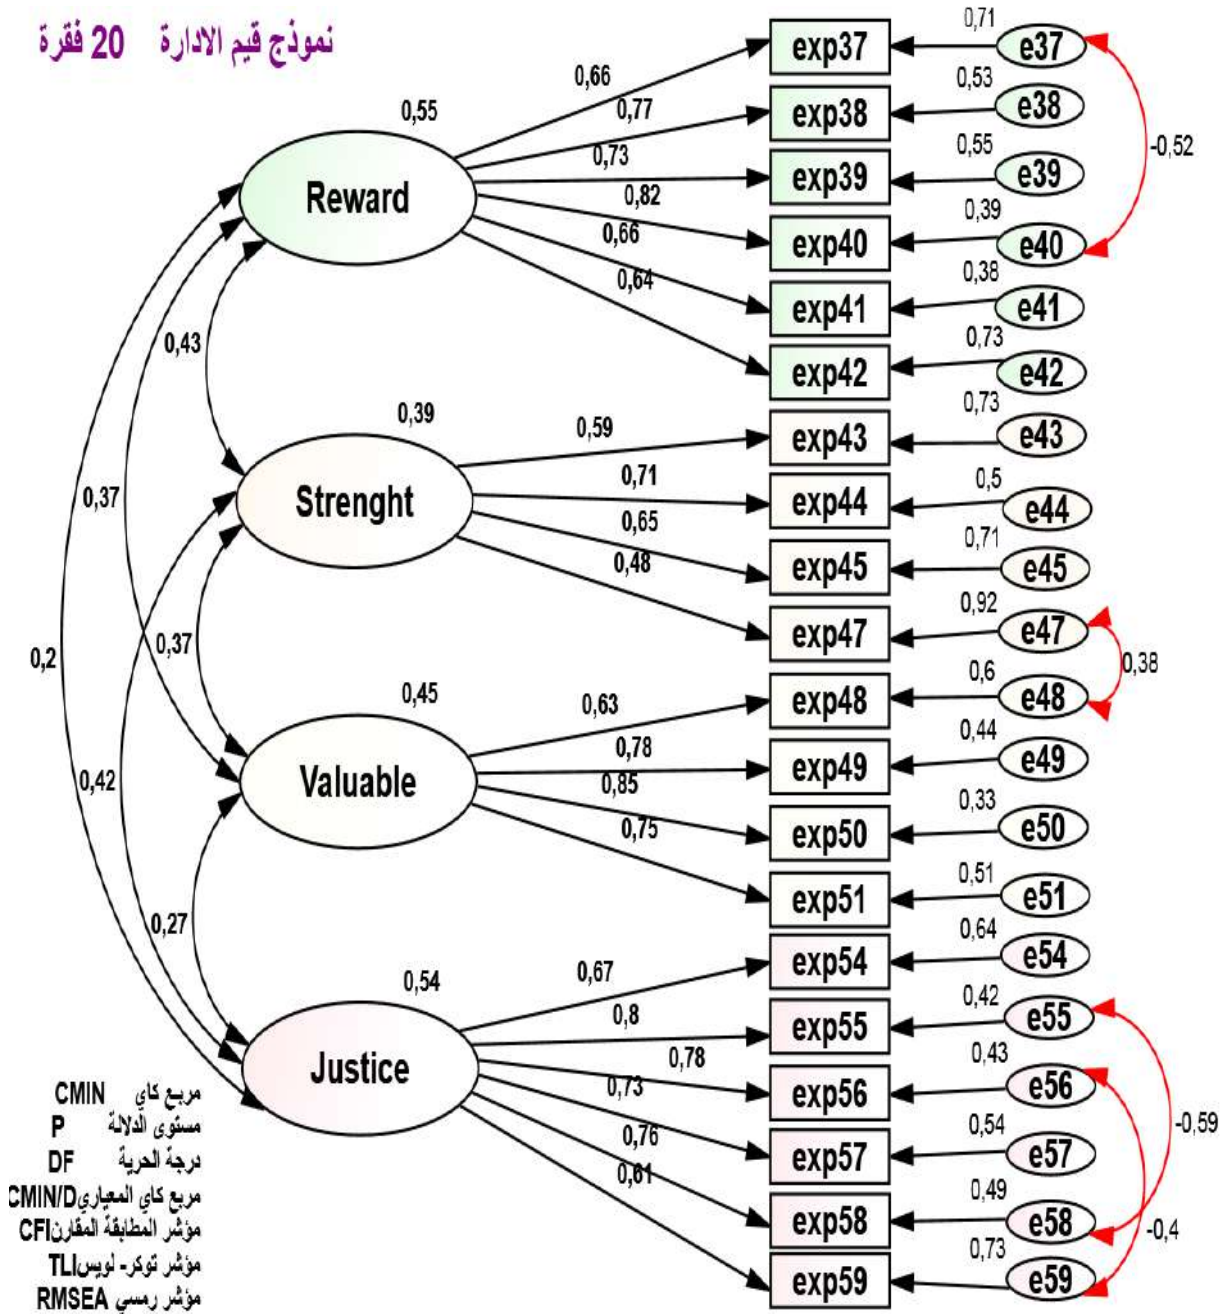 نموذج قيم الادارة 20 فقرة
0,55
Reward
0,66
0,77
0,73
0,82
0,66
0,64
exp37
0,71
e37
exp38
0,53
e38
exp39
0,55
e39
exp40
0,39
e40
exp41
0,38
e41
exp42
0,73
e42
-0,52
0,43
0,39
Strenght
0,59
0,71
0,65
0,48
exp43
0,73
e43
exp44
0,5
e44
exp45
0,71
e45
exp47
0,92
e47
0,38
0,37
0,37
0,2
0,42
0,45
Valuable
0,63
0,78
0,85
0,75
exp48
0,6
e48
exp49
0,44
e49
exp50
0,33
e50
exp51
0,51
e51
0,27
0,54
Justice
0,67
0,8
0,78
0,73
0,76
0,61
exp54
0,64
e54
exp55
0,42
e55
exp56
0,43
e56
exp57
0,54
e57
exp58
0,49
e58
exp59
0,73
e59
-0,59
-0,4
مربع كاي CMIN
مستوى الدلالة P
درجة الحرية DF
مربع كاي المعياري CMIN/D
مؤشر المطابقة المقارن CFI
مؤشر توكر- لويس TLI
مؤشر رمسي RMSEA